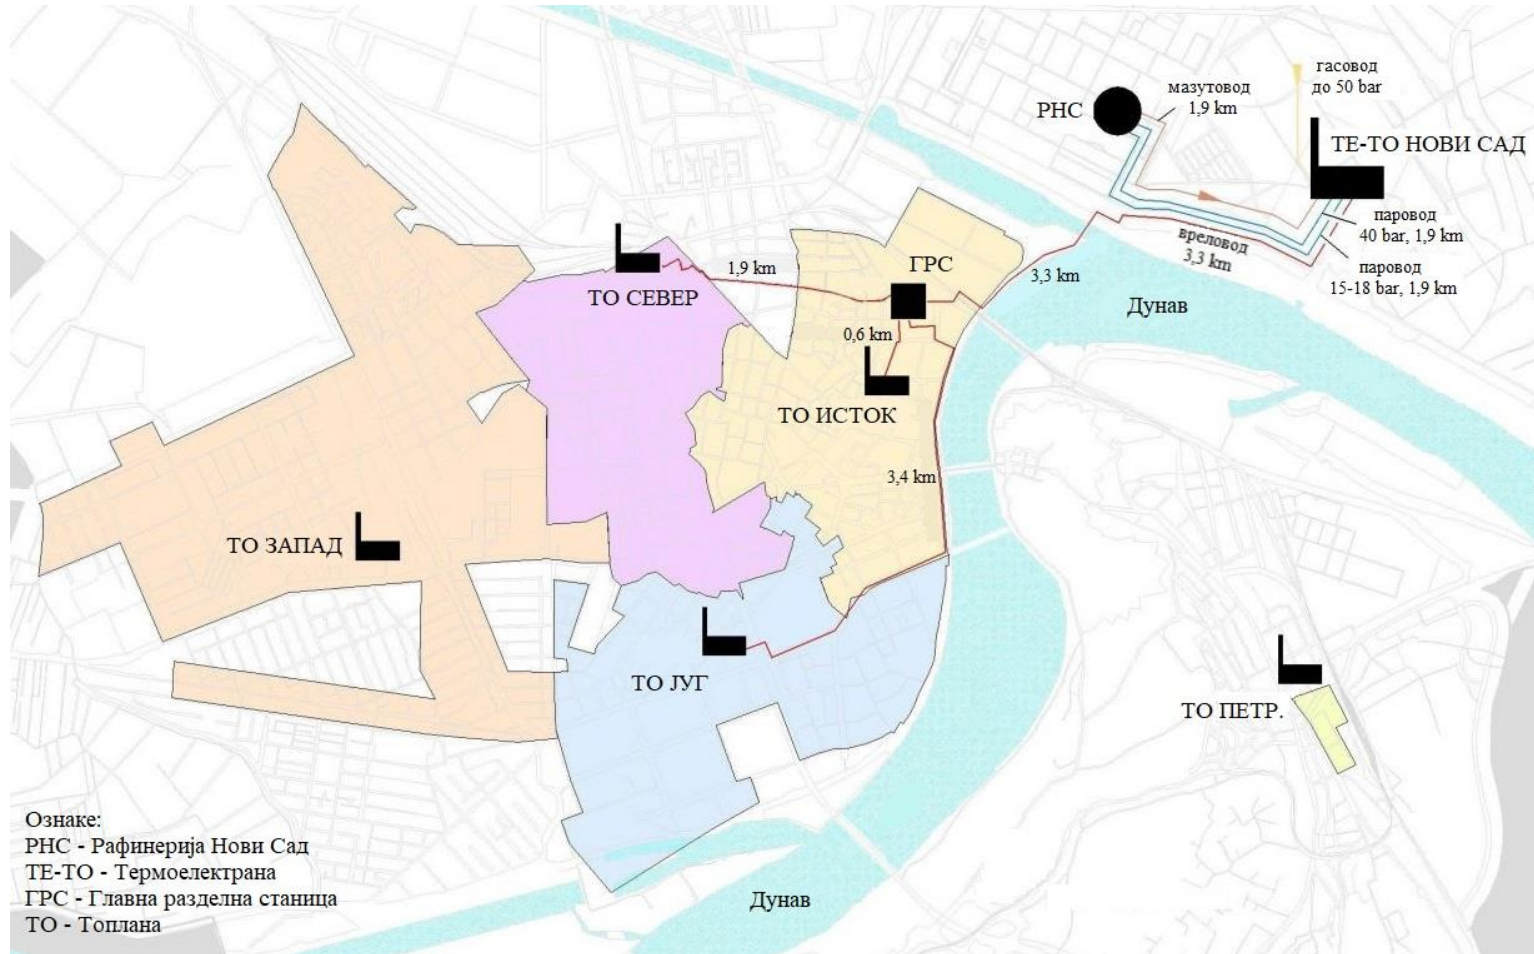 гасовод
до 50 bar
мазутовод
1,9 km
РНС
ТЕ-ТО НОВИ САД
паровод
40 bar, 1,9 km
вреловод
3,3 km
паровод
15-18 bar, 1,9 km
ГРС
1,9 km
3,3 km
ТО СЕВЕР
Дунав
0,6 km
ТО ИСТОК
3,4 km
ТО ЗАПАД
ТО ЈУГ
ТО ПЕТР.
Ознаке:
РНС - Рафинерија Нови Сад
ТЕ-ТО - Термоелектрана
ГРС - Главна разделна станица
ТО - Топлана
Дунав